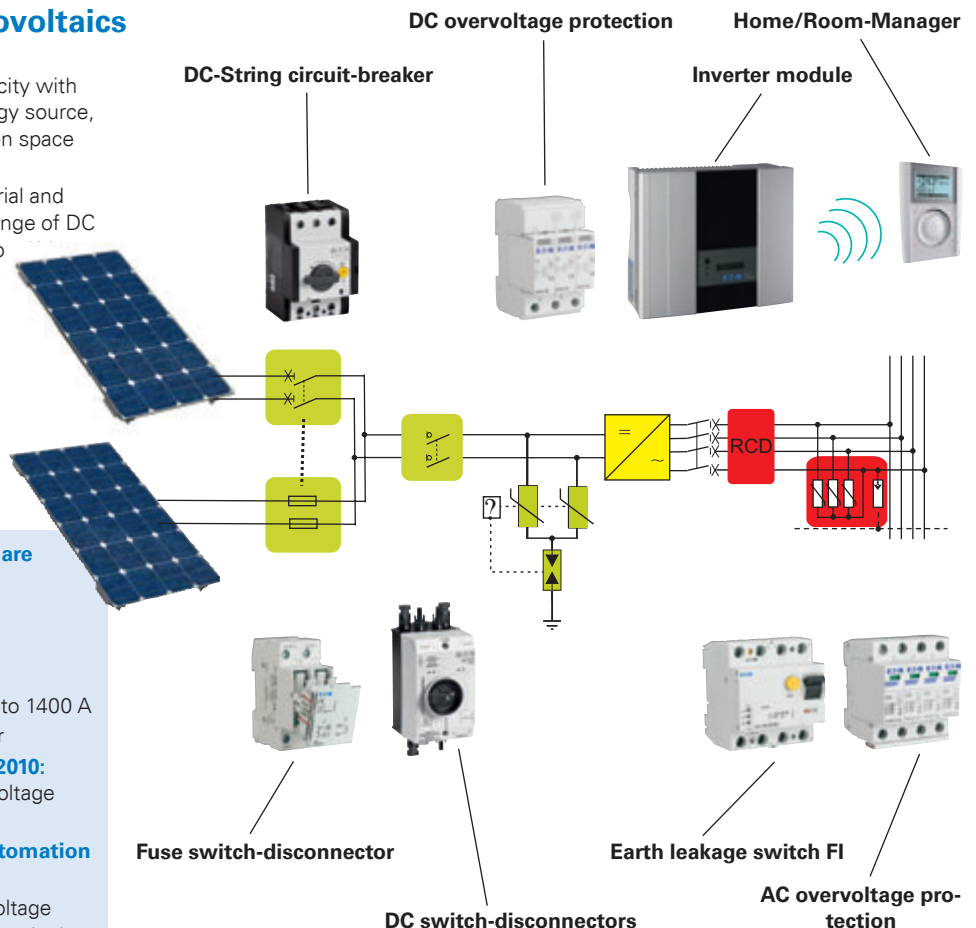 ovoltaics
DC overvoltage protection
Home/Room-Manager
DC-String circuit-breaker
Inverter module
city with
gy source,
en space
rial and
nge of DC
RCD
?
=
~
are
to 1400 A
r
2010:
oltage
tomation
oltage
Fuse switch-disconnector
Earth leakage switch FI
DC switch-disconnectors
AC overvoltage pro-
tection